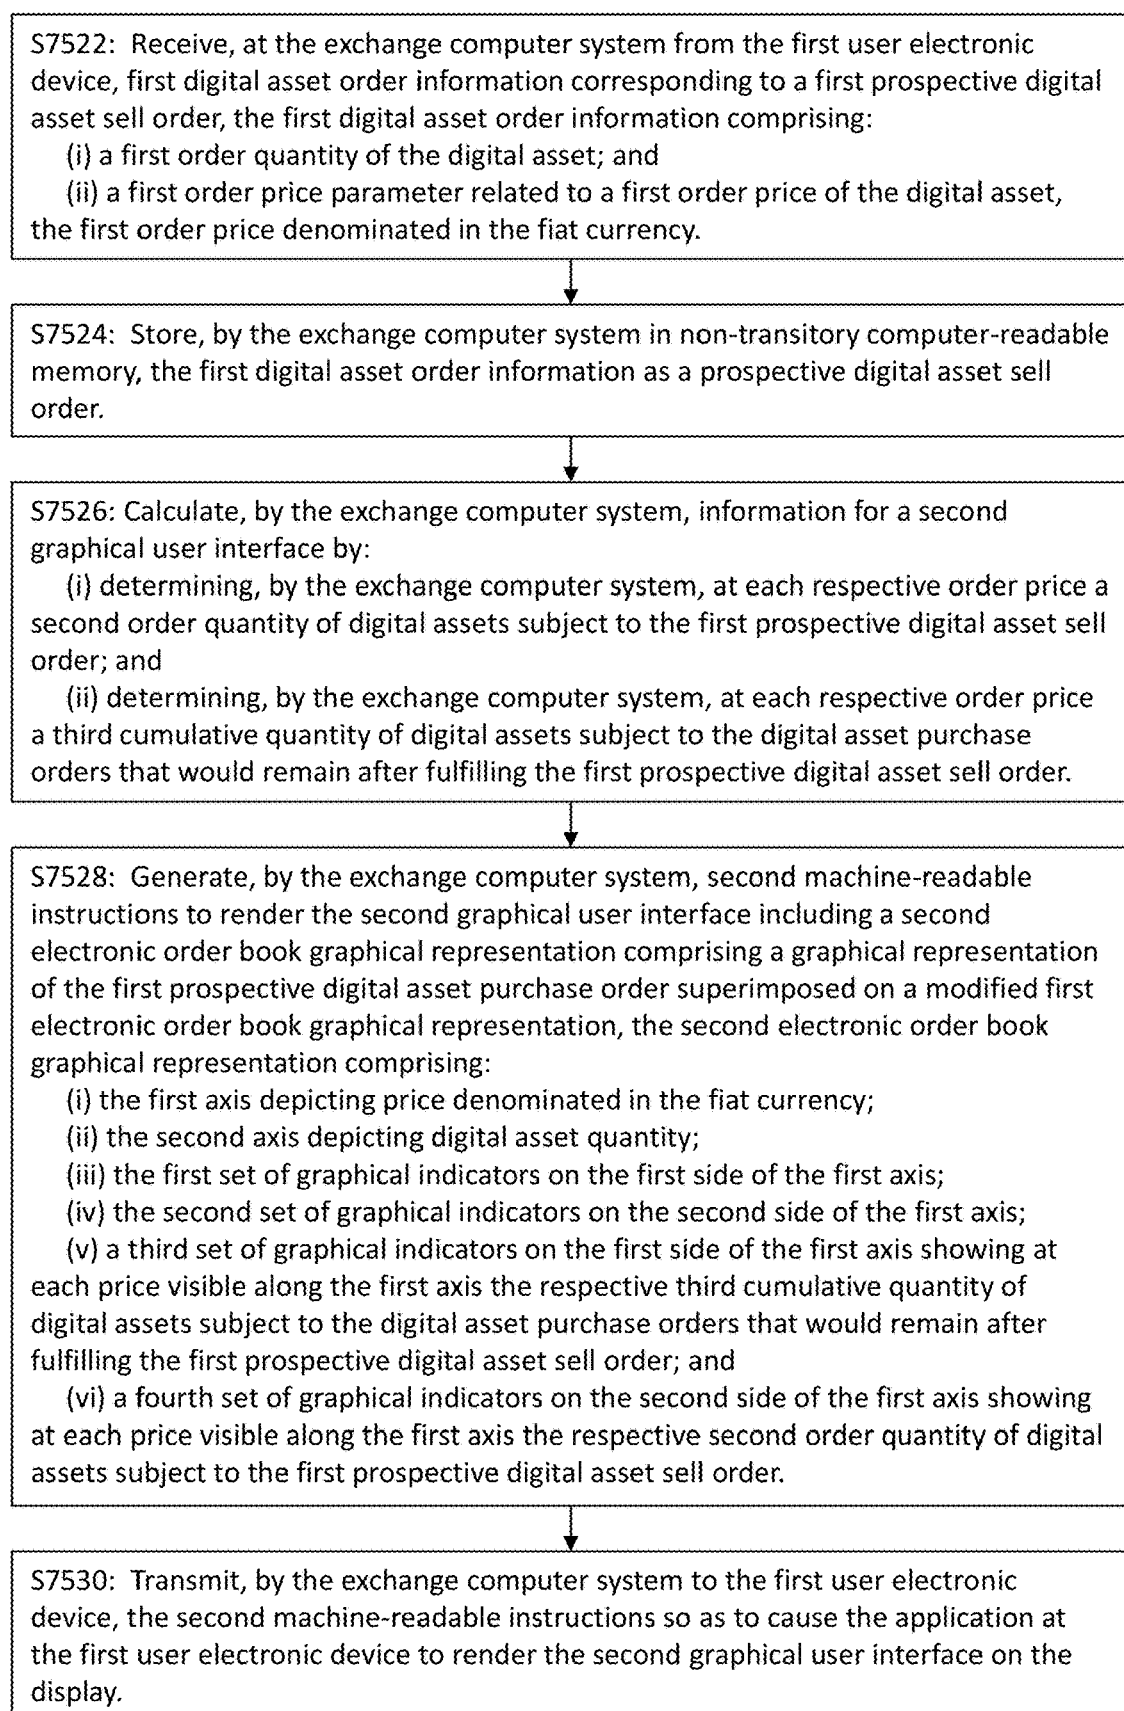 S7522: Receive, at the exchange computer system from the first user electronic
device, first digital asset order information corresponding to a first prospective digital
asset sell order, the first digital asset order information comprising:
(i) a first order quantity of the digital asset; and
(ii) a first order price parameter related to a first order price of the digital asset,
the first order price denominated in the fiat currency.
S7524: Store, by the exchange computer system in non-transitory computer-readable
memory, the first digital asset order information as a prospective digital asset sell
order.
S7526: Calculate, by the exchange computer system, information for a second
graphical user interface by:
(i) determining, by the exchange computer system, at each respective order price a
second order quantity of digital assets subject to the first prospective digital asset sell
order; and
(ii) determining, by the exchange computer system, at each respective order price
a third cumulative quantity of digital assets subject to the digital asset purchase
orders that would remain after fulfilling the first prospective digital asset sell order.
S7528: Generate, by the exchange computer system, second machine-readable
instructions to render the second graphical user interface including a second
electronic order book graphical representation comprising a graphical representation
of the first prospective digital asset purchase order superimposed on a modified first
electronic order book graphical representation, the second electronic order book
graphical representation comprising:
(i) the first axis depicting price denominated in the fiat currency;
(ii) the second axis depicting digital asset quantity;
(iii) the first set of graphical indicators on the first side of the first axis;
(iv) the second set of graphical indicators on the second side of the first axis;
(v) a third set of graphical indicators on the first side of the first axis showing at
each price visible along the first axis the respective third cumulative quantity of
digital assets subject to the digital asset purchase orders that would remain after
fulfilling the first prospective digital asset sell order; and
(vi) a fourth set of graphical indicators on the second side of the first axis showing
at each price visible along the first axis the respective second order quantity of digital
assets subject to the first prospective digital asset sell order.
S7530: Transmit, by the exchange computer system to the first user electronic
device, the second machine-readable instructions so as to cause the application at
the first user electronic device to render the second graphical user interface on the
display.